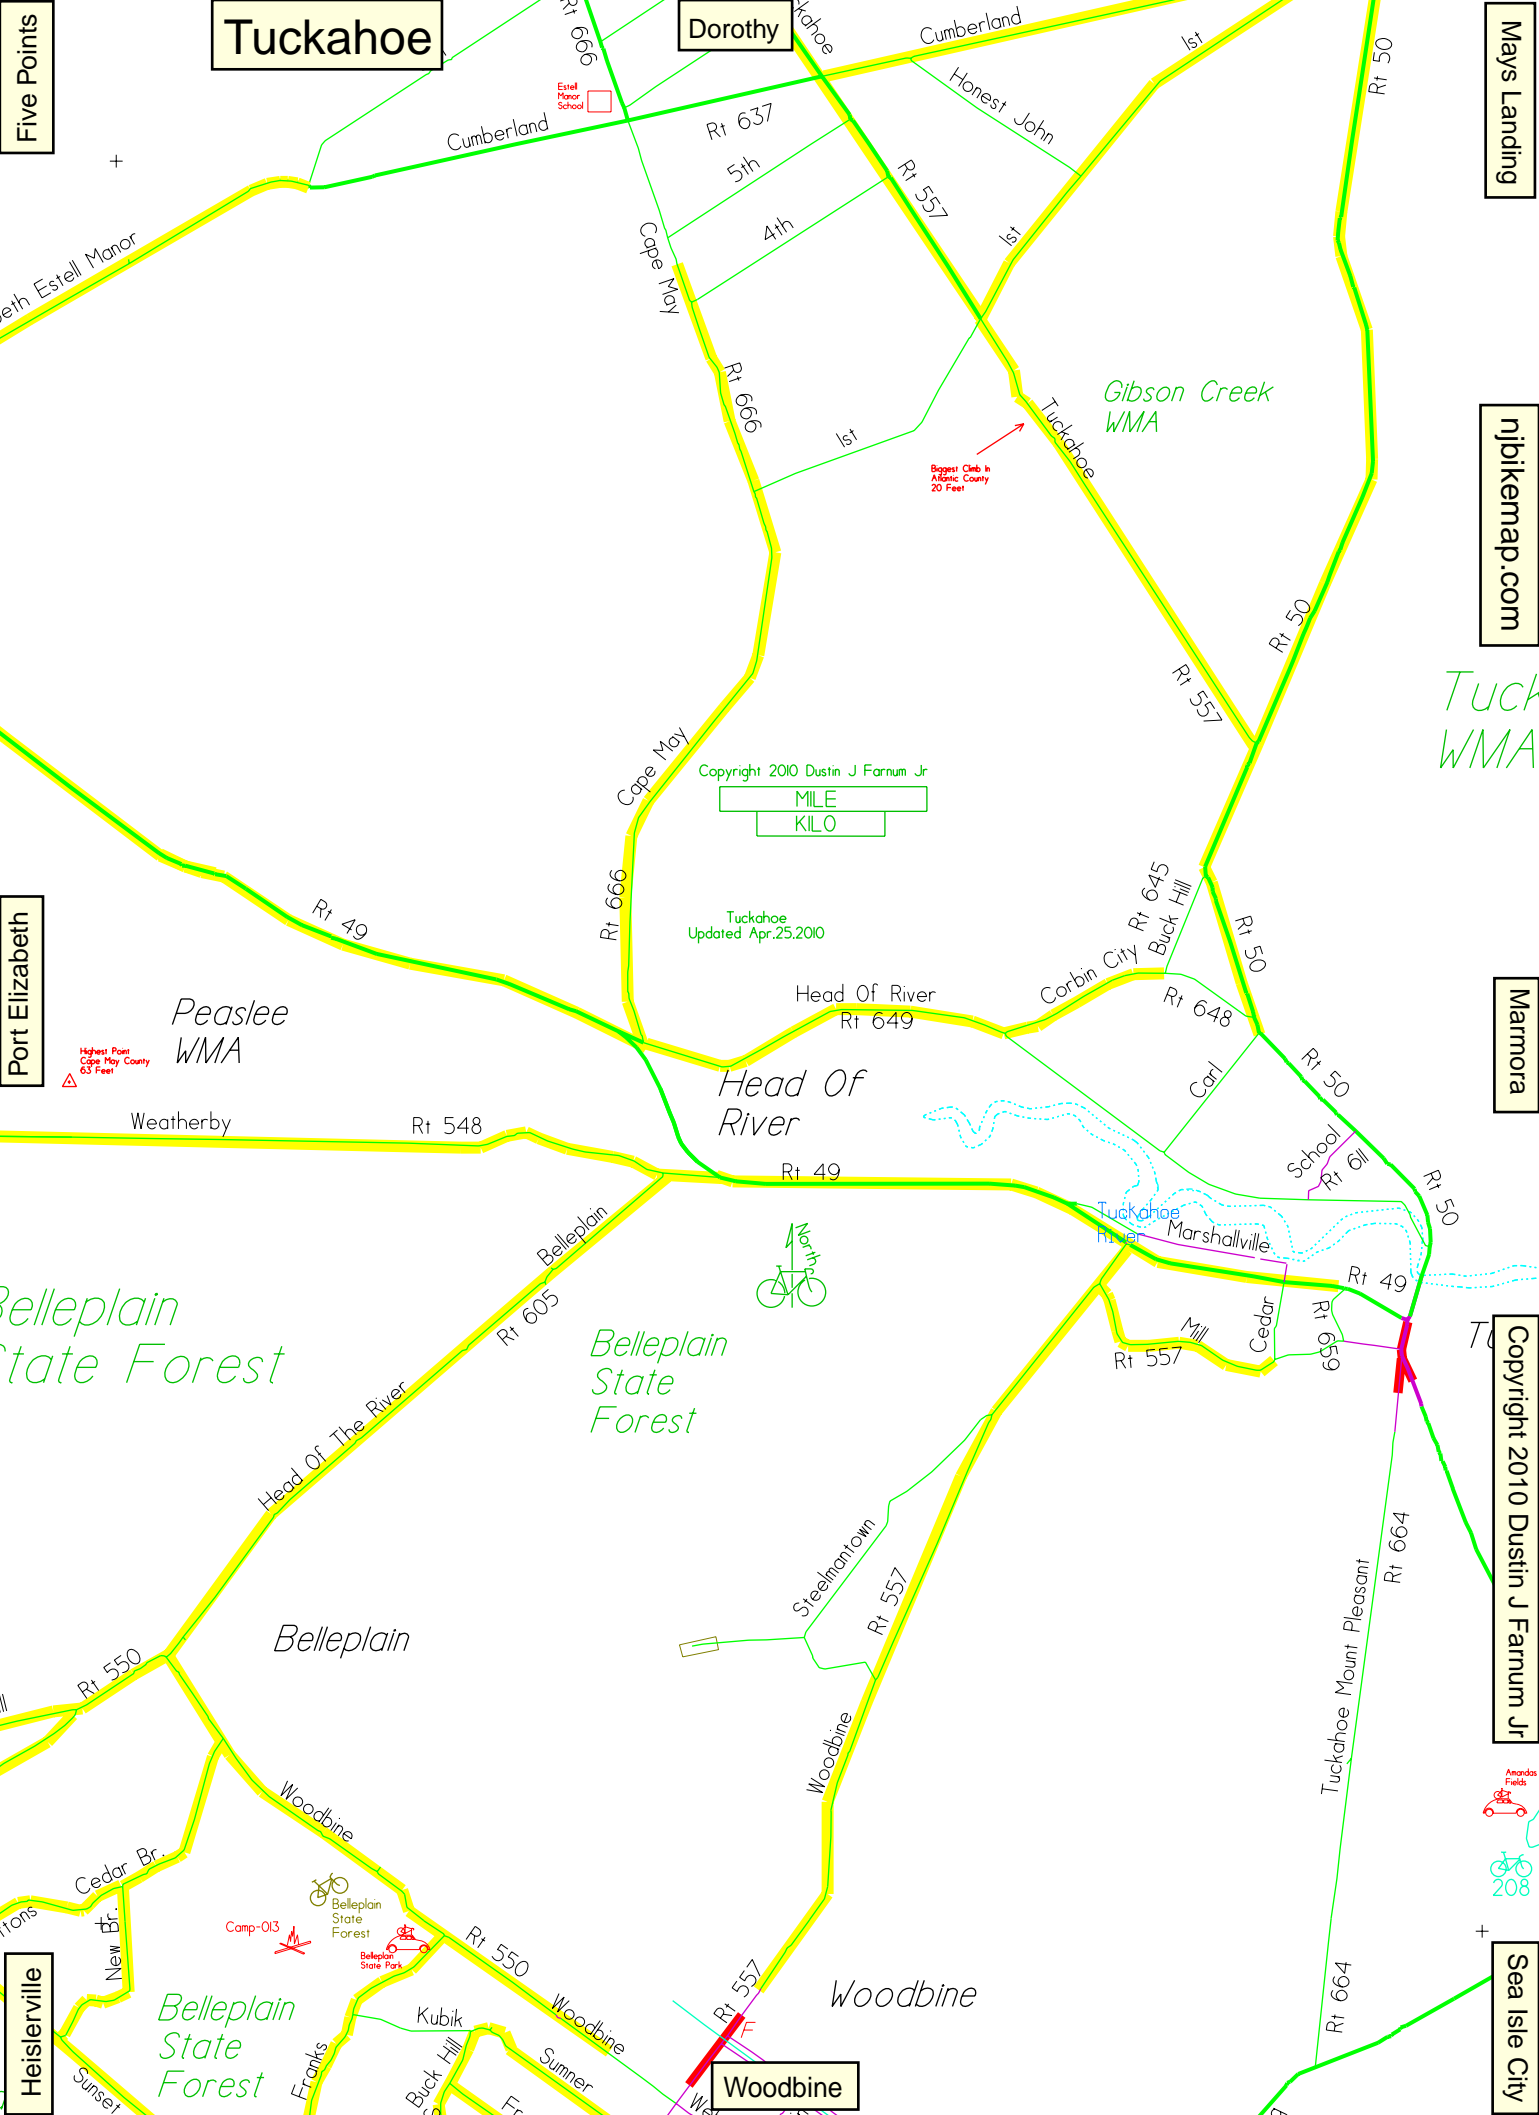 Five Points
Tuckahoe
Rt 666
Dorothy
Cumberland
1st
Rt 50
Mays Landing
Estell
Manor
School
Cumberland
Rt 637
Honest John
5th
Rt 557
4th
Cape May
1st
Estell Manor
Rt 666
1st
Gibson Creek
WMA
Tuckahoe
Biggest Climb In
Atlantic County
20 Feet
njbikemap.com
Rt 50
Rt 557
WMA
Cape May
Copyright 2010 Dustin J Farnum Jr
MILE
KILO
Rt 666
Rt 645
Buck Hill
Rt 49
Tuckahoe
Updated Apr.25.2010
Rt 50
Port Elizabeth
Corbin City
Head Of River
Rt 649
Rt 648
Peaslee
WMA
Marmora
Highest Point
Cape May County
63 Feet
Head Of
River
Carl
Rt 50
Weatherby
Rt 548
School
Rt 611
Rt 49
Rt 50
Tuckahoe
River
Marshallville
Belleplain
North
Rt 49
Rt 605
Belleplain
State Forest
Belleplain
State
Forest
Mill
Rt 557
Cedar
Rt 659
Copyright 2010 Dustin J Farnum Jr
Head Of The River
Steelmantown
Rt 557
Rt 664
Tuckahoe Mount Pleasant
Belleplain
Rt 550
Woodbine
Woodbine
Amandas
Fields
208
Cedar Br.
New Br.
Belleplain
State
Forest
Camp-013
Belleplain
State Park
Rt 550
Rt 557
F
Woodbine
Rt 664
Heislerville
Belleplain
State
Forest
Kubik
Woodbine
Franks
Buck Hill
Sumner
Sunset
Woodbine
Sea Isle City